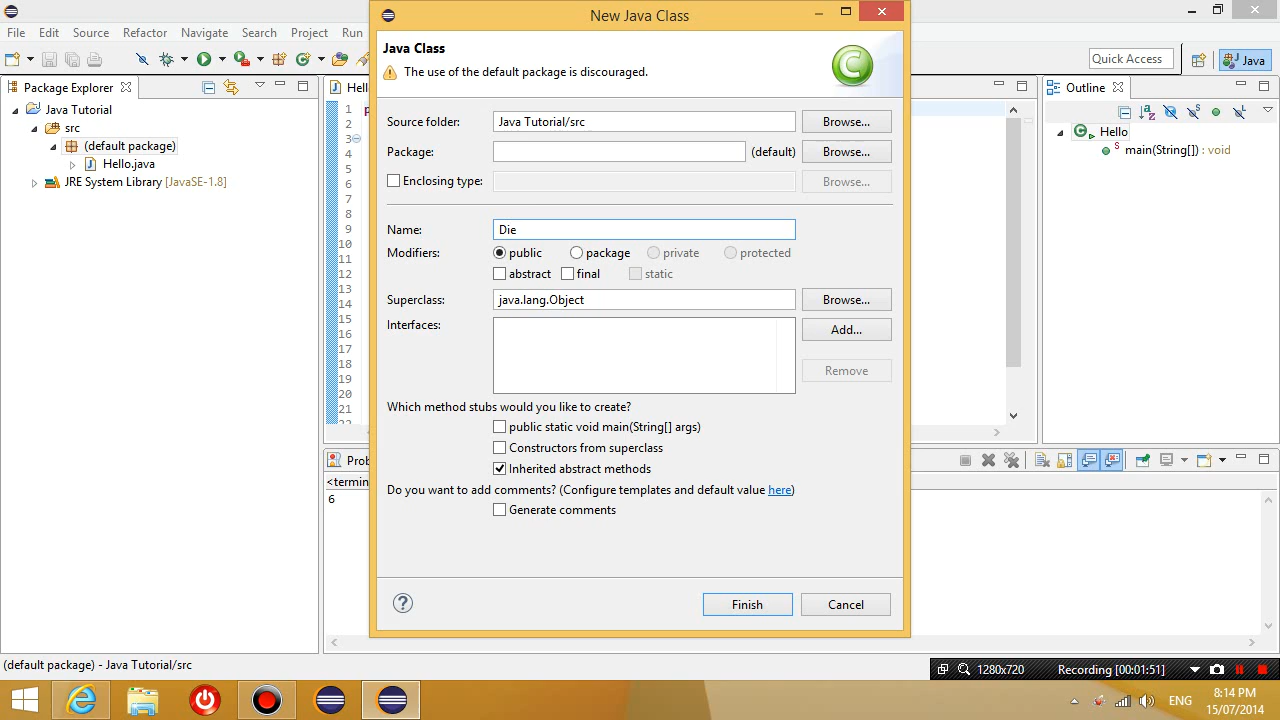 New Java Class
File Edit Source Refactor Navigate Search Project Run
Java Class
The use of the default package is discouraged.
Quick Access
Java
Package Explorer
Outline
Source folder: Java Tutorial/src Browse...
Package: (default) Browse...
Enclosing type: Browse...
Java Tutorial
src
(default package)
Hello.java
JRE System Library [JavaSE-1.8]
1
2
3
4
5
6
7
8
9
10
11
12
13
14
15
16
17
18
19
20
21
Hello
main(String[]) : void
Name: Die
Modifiers: public package private protected
abstract final static
Superclass: java.lang.Object Browse...
Interfaces: Add...
Remove
Which method stubs would you like to create?
public static void main(String[] args)
Constructors from superclass
Inherited abstract methods
Do you want to add comments? (Configure templates and default value here)
Generate comments
<termin
6
Finish Cancel
(default package) - Java Tutorial/src
1280x720 Recording [00:01:51]
ENG
8:14 PM
15/07/2014